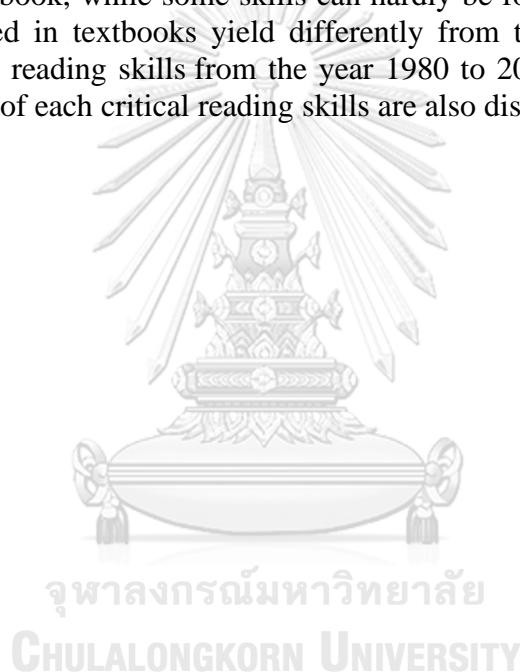 book, while some skills can hardly be fo
ed in textbooks yield differently from t
reading skills from the year 1980 to 20
of each critical reading skills are also dis
จุฬาลงกรณ์มหาวิทยาลัย
CHULALONGKORN UNIVERSITY